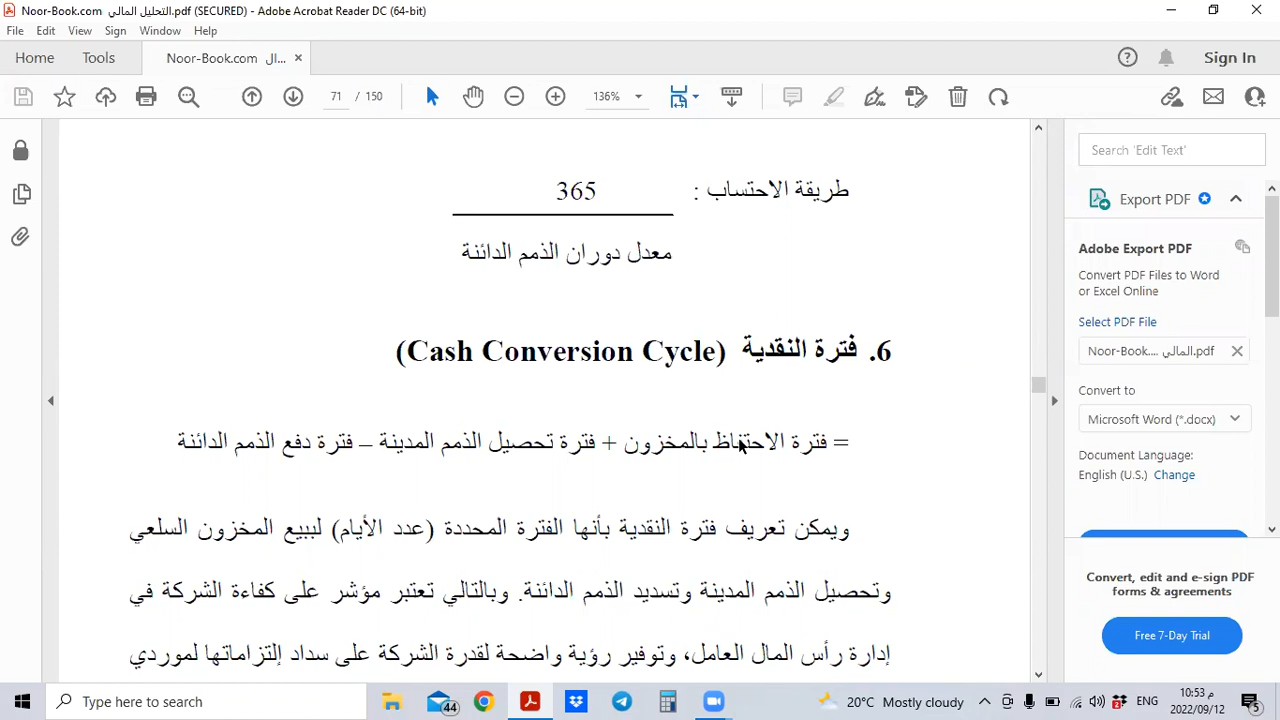 Noor-Book.com التحليل المالي.pdf (SECURED) - Adobe Acrobat Reader DC (64-bit)
File Edit View Sign Window Help
Home Tools Noor-Book.com ال... × Sign In
71 / 150 136%
طريقة الاحتساب : 365
معدل دوران الذمم الدائنة
6. فترة النقدية (Cash Conversion Cycle)
= فترة الاحتفاظ بالمخزون + فترة تحصيل الذمم المدينة – فترة دفع الذمم الدائنة
ويمكن تعريف فترة النقدية بأنها الفترة المحددة (عدد الأيام) لببيع المخزون السلعي
وتحصيل الذمم المدينة وتسديد الذمم الدائنة. وبالتالي تعتبر مؤشر على كفاءة الشركة في
إدارة رأس المال العامل، وتوفير رؤية واضحة لقدرة الشركة على سداد إلتزاماتها لموردي
Search 'Edit Text'
Export PDF
Adobe Export PDF
Convert PDF Files to Word
or Excel Online
Select PDF File
Noor-Book.... المالي.pdf
Convert to
Microsoft Word (*.docx)
Document Language:
English (U.S.) Change
Convert, edit and e-sign PDF
forms & agreements
Free 7-Day Trial
Type here to search 44 20°C Mostly cloudy ENG م 10:53
2022/09/12 5